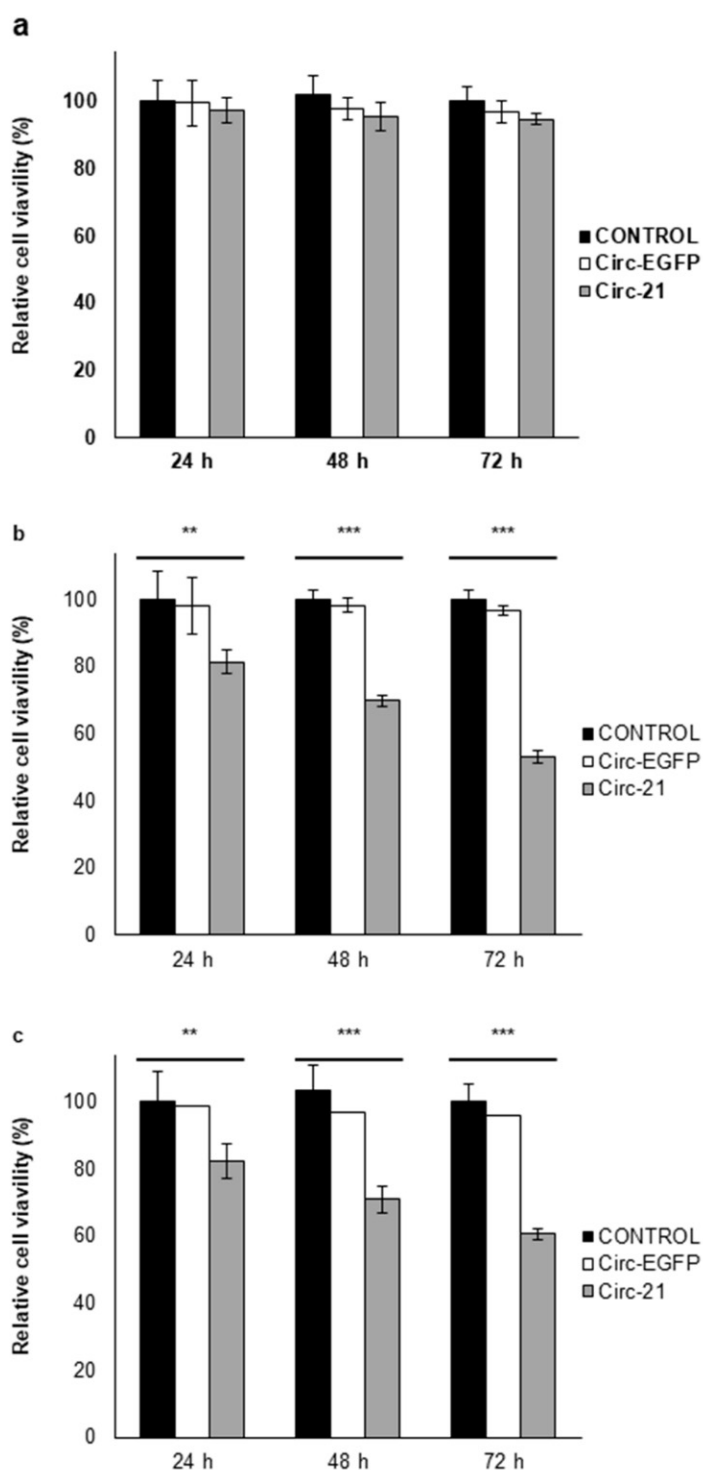 a
Relative cell viavility (%)
100
80
60
40
20
0
24 h 48 h 72 h
CONTROL
Circ-EGFP
Circ-21
b
** *** ***
Relative cell viavility (%)
100
80
60
40
20
0
24 h 48 h 72 h
CONTROL
Circ-EGFP
Circ-21
c
** *** ***
Relative cell viavility (%)
100
80
60
40
20
0
24 h 48 h 72 h
CONTROL
Circ-EGFP
Circ-21